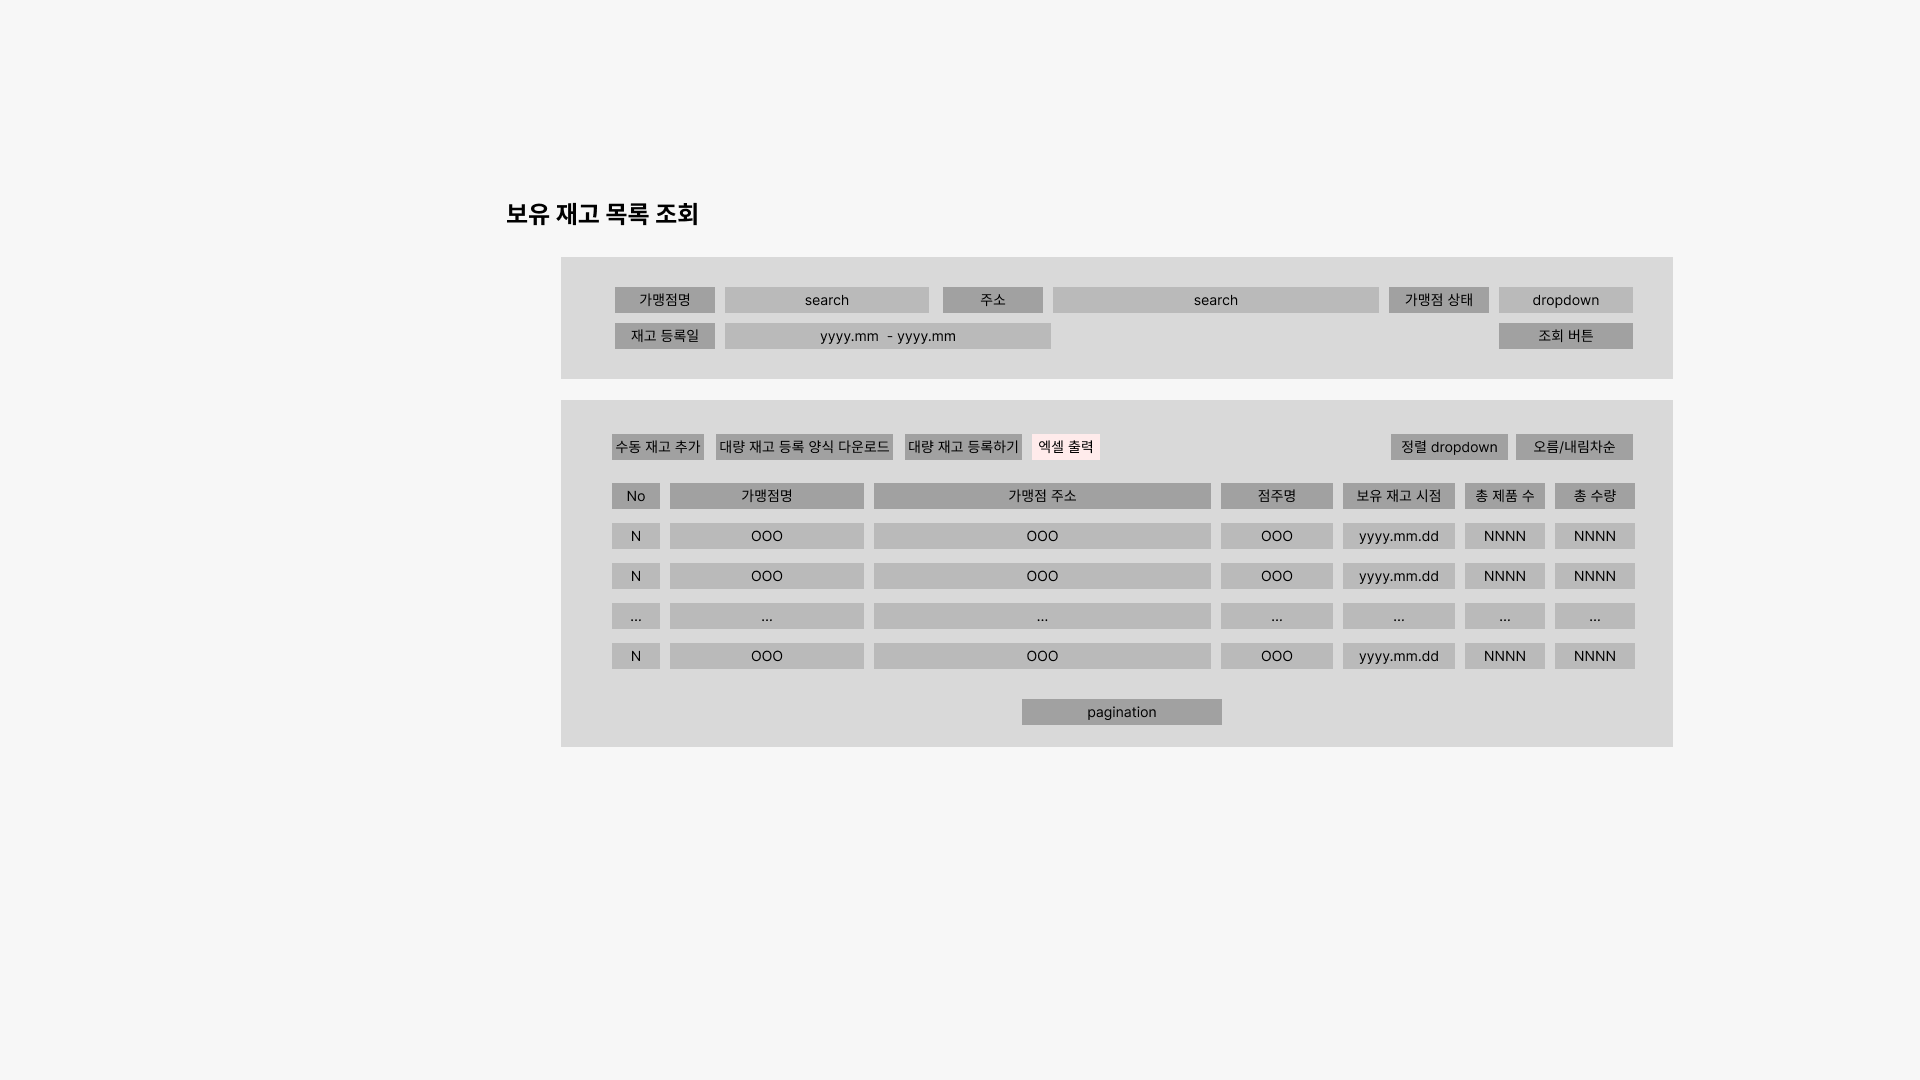 보유 재고 목록 조회
가맹점명 search 주소 search 가맹점 상태 dropdown
재고 등록일 yyyy.mm - yyyy.mm 조회 버튼
수동 재고 추가 대량 재고 등록 양식 다운로드 대량 재고 등록하기 엑셀 출력 정렬 dropdown 오름/내림차순
No 가맹점명 가맹점 주소 점주명 보유 재고 시점 총 제품 수 총 수량
N OOO OOO OOO yyyy.mm.dd NNNN NNNN
N OOO OOO OOO yyyy.mm.dd NNNN NNNN
... ... ... ... ... ... ...
N OOO OOO OOO yyyy.mm.dd NNNN NNNN
pagination